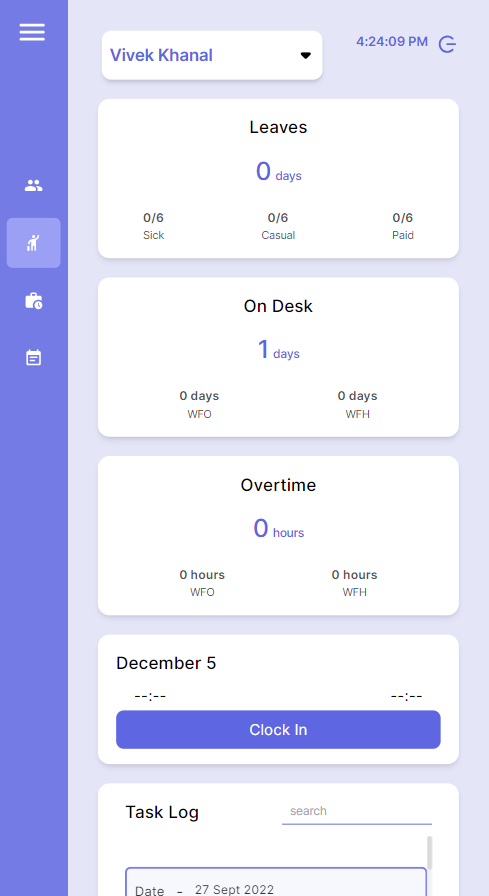 Vivek Khanal
4:24:09 PM
Leaves
0 days
0/6 0/6 0/6
Sick Casual Paid
On Desk
1 days
0 days 0 days
WFO WFH
Overtime
0 hours
0 hours 0 hours
WFO WFH
December 5
--:-- --:--
Clock In
Task Log
search
Date - 27 Sept 2022